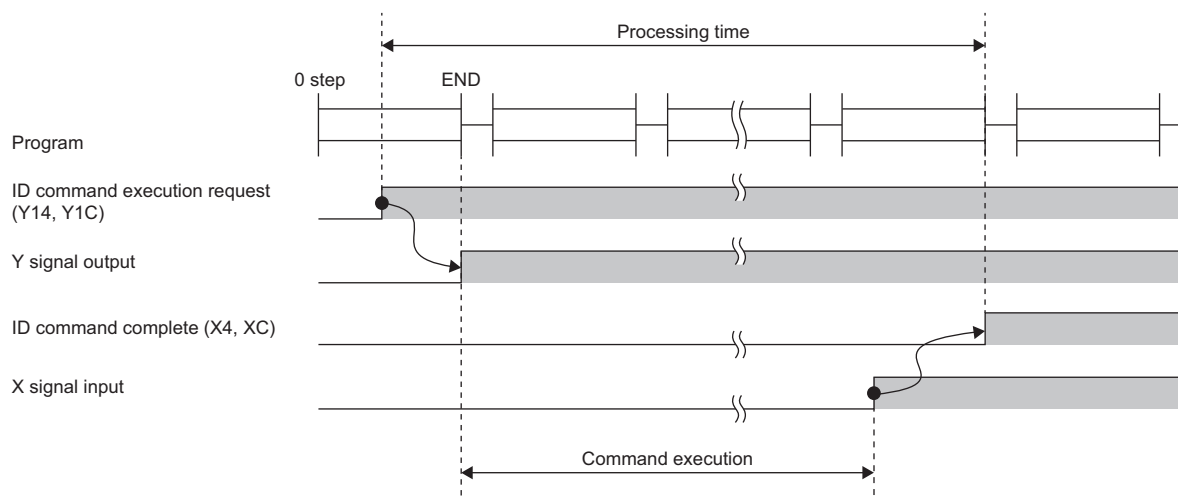 Processing time
0 step
END
Program
ID command execution request
(Y14, Y1C)
Y signal output
ID command complete (X4, XC)
X signal input
Command execution